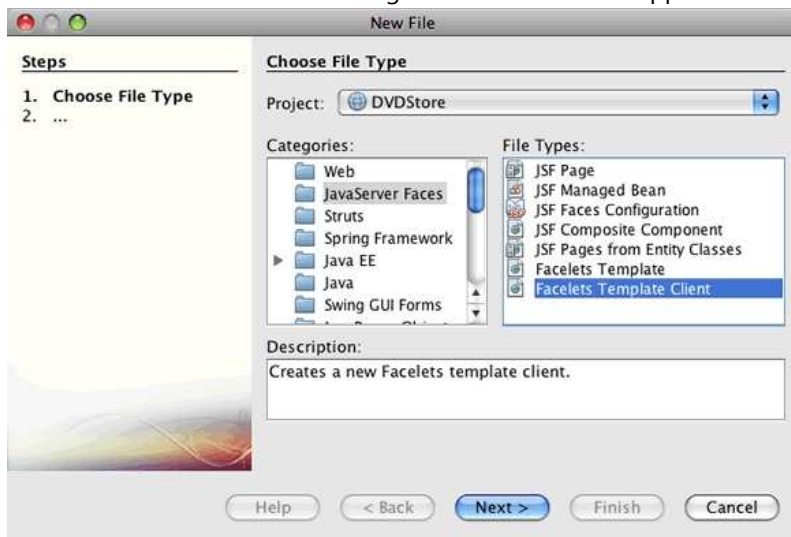 New File
Steps
1. Choose File Type
2. ...
Choose File Type
Project: DVDStore
Categories:
Web
JavaServer Faces
Struts
Spring Framework
Java EE
Java
Swing GUI Forms
File Types:
JSF Page
JSF Managed Bean
JSF Faces Configuration
JSF Composite Component
JSF Pages from Entity Classes
Facelets Template
Facelets Template Client
Description:
Creates a new Facelets template client.
Help < Back Next > Finish Cancel